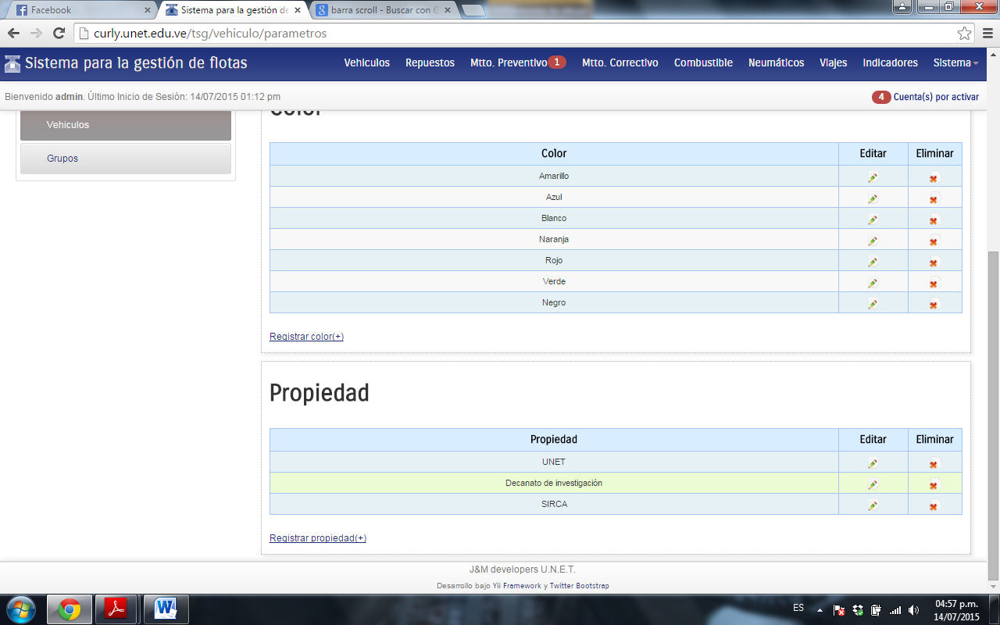 Facebook
Sistema para la gestión de
barra scroll - Buscar con G
curly.unet.edu.ve/tsg/vehiculo/parametros
Sistema para la gestión de flotas
Vehiculos Repuestos Mtto. Preventivo 1 Mtto. Correctivo Combustible Neumáticos Viajes Indicadores Sistema
Bienvenido admin. Último Inicio de Sesión: 14/07/2015 01:12 pm
4 Cuenta(s) por activar
Vehiculos
Grupos
Color
Color Editar Eliminar
Amarillo
Azul
Blanco
Naranja
Rojo
Verde
Negro
Registrar color(+)
Propiedad
Propiedad Editar Eliminar
UNET
Decanato de investigación
SIRCA
Registrar propiedad(+)
J&M developers U.N.E.T.
Desarrollo bajo Yii Framework y Twitter Bootstrap
ES
04:57 p.m.
14/07/2015